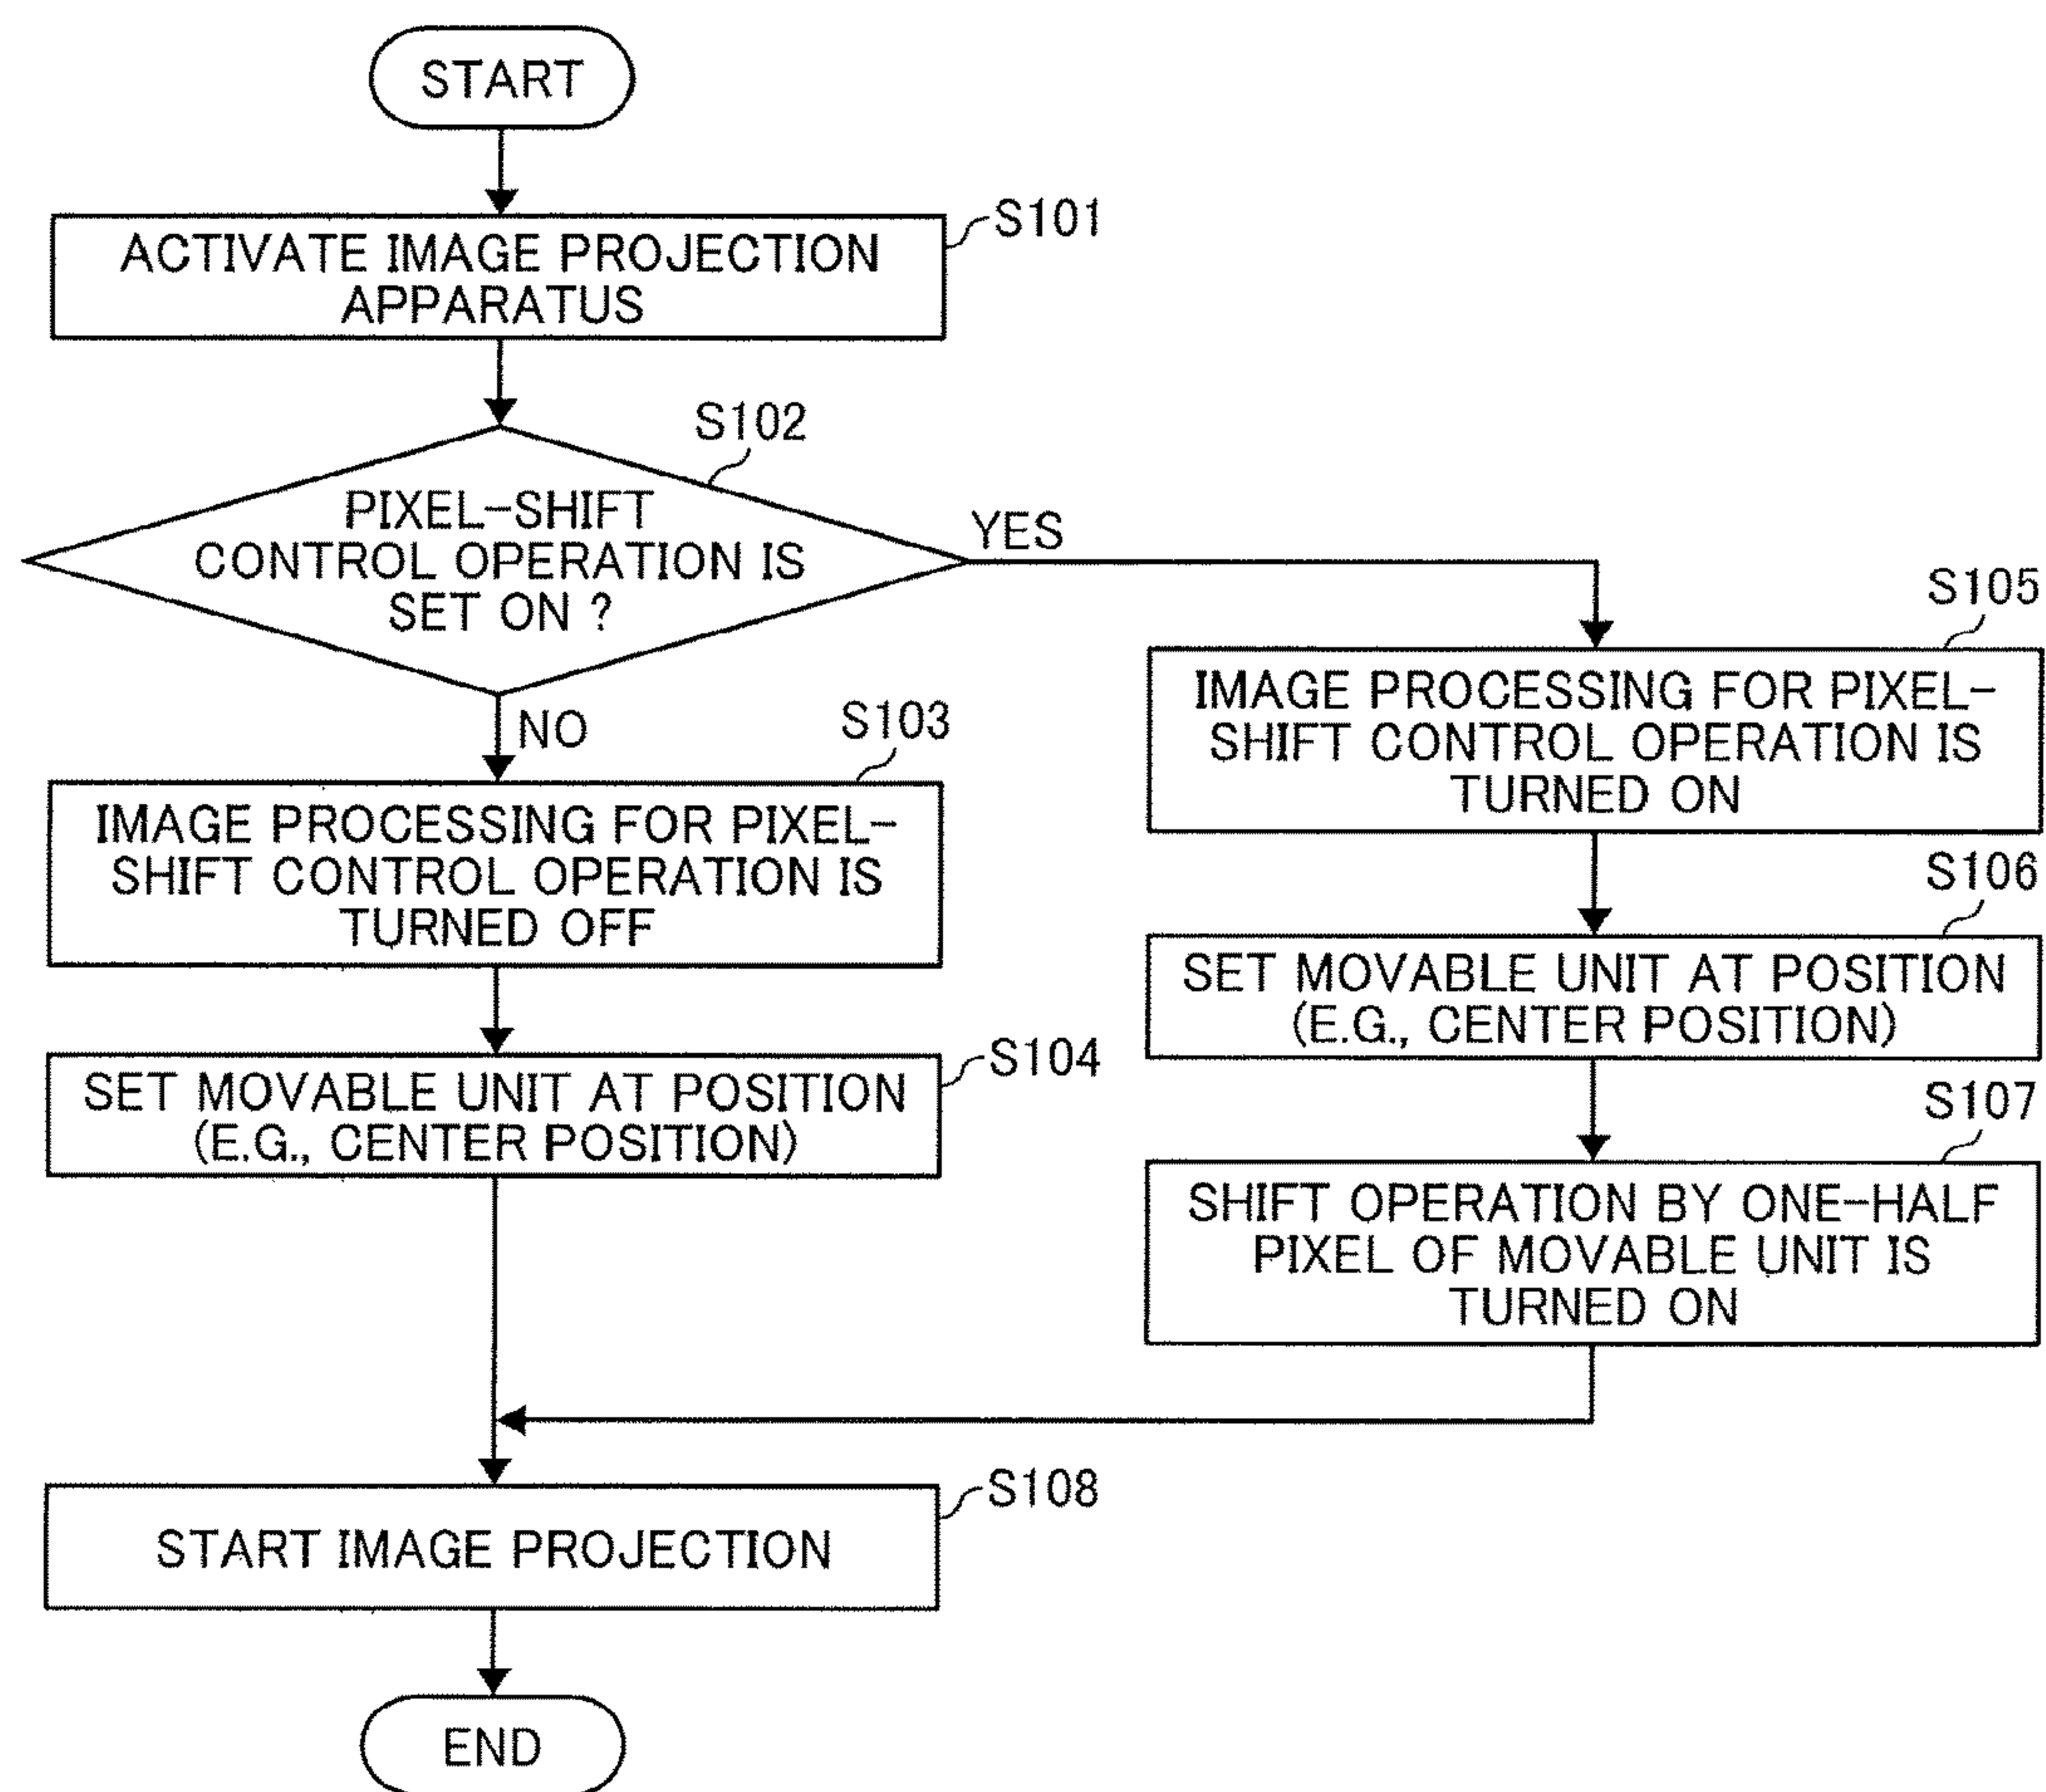 START
S101
ACTIVATE IMAGE PROJECTION
APPARATUS
S102
PIXEL-SHIFT
CONTROL OPERATION IS
SET ON ?
YES
NO
S103
IMAGE PROCESSING FOR PIXEL-
SHIFT CONTROL OPERATION IS
TURNED OFF
S104
SET MOVABLE UNIT AT POSITION
(E.G., CENTER POSITION)
S105
IMAGE PROCESSING FOR PIXEL-
SHIFT CONTROL OPERATION IS
TURNED ON
S106
SET MOVABLE UNIT AT POSITION
(E.G., CENTER POSITION)
S107
SHIFT OPERATION BY ONE-HALF
PIXEL OF MOVABLE UNIT IS
TURNED ON
S108
START IMAGE PROJECTION
END